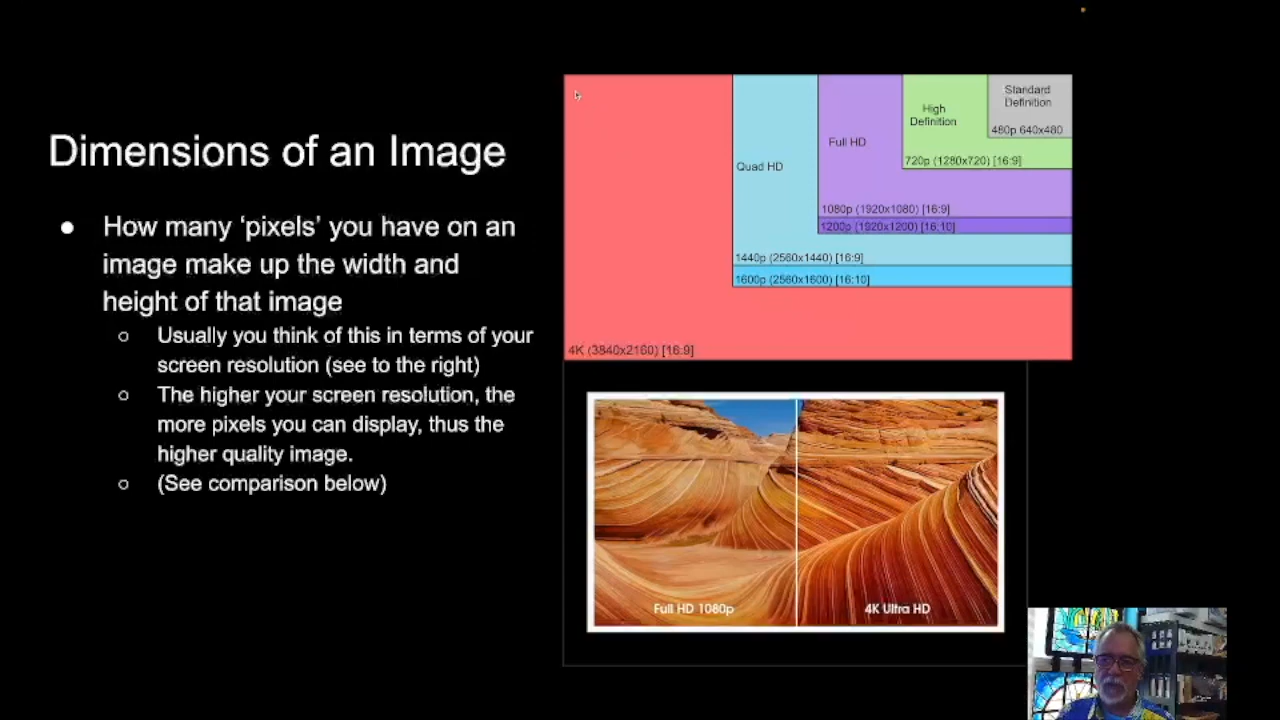 Dimensions of an Image
● How many ‘pixels’ you have on an
image make up the width and
height of that image
○ Usually you think of this in terms of your
screen resolution (see to the right)
○ The higher your screen resolution, the
more pixels you can display, thus the
higher quality image.
○ (See comparison below)
Standard
Definition
480p 640x480
High
Definition
720p (1280x720) [16:9]
Full HD
1080p (1920x1080) [16:9]
1200p (1920x1200) [16:10]
Quad HD
1440p (2560x1440) [16:9]
1600p (2560x1600) [16:10]
4K (3840x2160) [16:9]
Full HD 1080p
4K Ultra HD